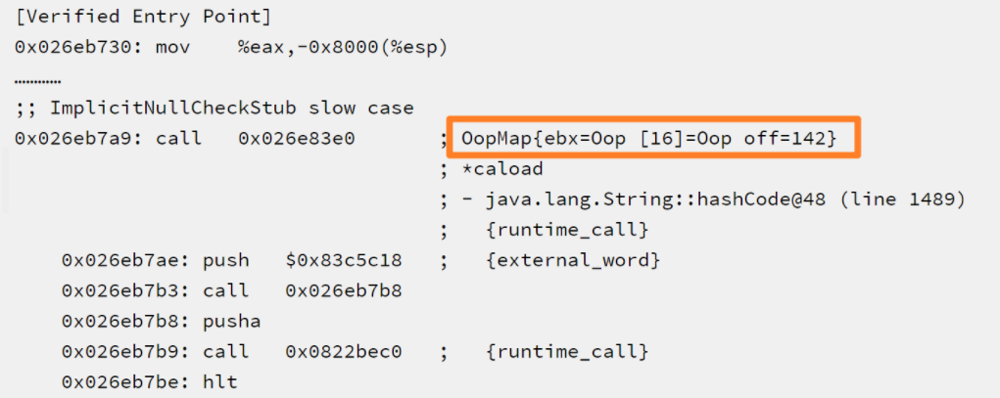 [Verified Entry Point]
0x026eb730: mov    %eax,-0x8000(%esp)
…………
;; ImplicitNullCheckStub slow case
0x026eb7a9: call   0x026e83e0       ; OopMap{ebx=Oop [16]=Oop off=142}
                                    ; *caload
                                    ; - java.lang.String::hashCode@48 (line 1489)
                                    ;   {runtime_call}
    0x026eb7ae: push   $0x83c5c18   ;   {external_word}
    0x026eb7b3: call   0x026eb7b8
    0x026eb7b8: pusha
    0x026eb7b9: call   0x0822bec0   ;   {runtime_call}
    0x026eb7be: hlt